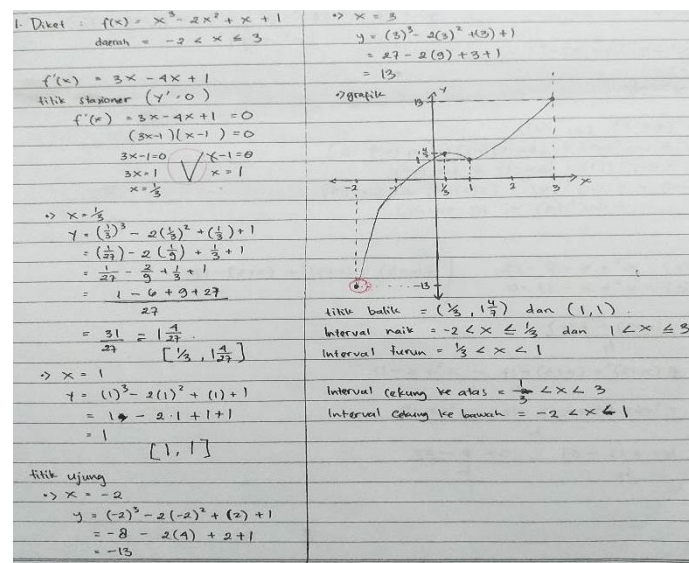 1. Diket : f(x) = x³ - 2x² + x + 1
daerah = -2 < x ≤ 3
f'(x) = 3x - 4x + 1
titik stasioner (y' = 0)
f'(x) = 3x - 4x + 1 = 0
(3x-1)(x-1) = 0
3x-1=0 V x-1=0
3x=1 x=1
x=1/3
•> x = 1/3
y = (1/3)³ - 2(1/3)² + (1/3) + 1
= (1/27) - 2(1/9) + 1/3 + 1
= 1/27 - 2/9 + 1/3 + 1
= (1 - 6 + 9 + 27)/27
= 31/27 = 1 4/27
[1/3, 1 4/27]
•> x = 1
y = (1)³ - 2(1)² + (1) + 1
= 1 - 2·1 + 1 + 1
= 1
[1, 1]
titik ujung
•> x = -2
y = (-2)³ - 2(-2)² + (2) + 1
= -8 - 2(4) + 2 + 1
= -13
•> x = 3
y = (3)³ - 2(3)² + (3) + 1
= 27 - 2(9) + 3 + 1
= 13
•> grafik
y
13
1
-2 -1 1/3 1 2 3 x
-13
titik balik = (1/3, 1 4/7) dan (1,1).
Interval naik = -2 < x ≤ 1/3 dan 1 < x ≤ 3
Interval turun = 1/3 < x < 1
Interval cekung ke atas = 1/3 < x < 3
Interval cekung ke bawah = -2 < x < 1